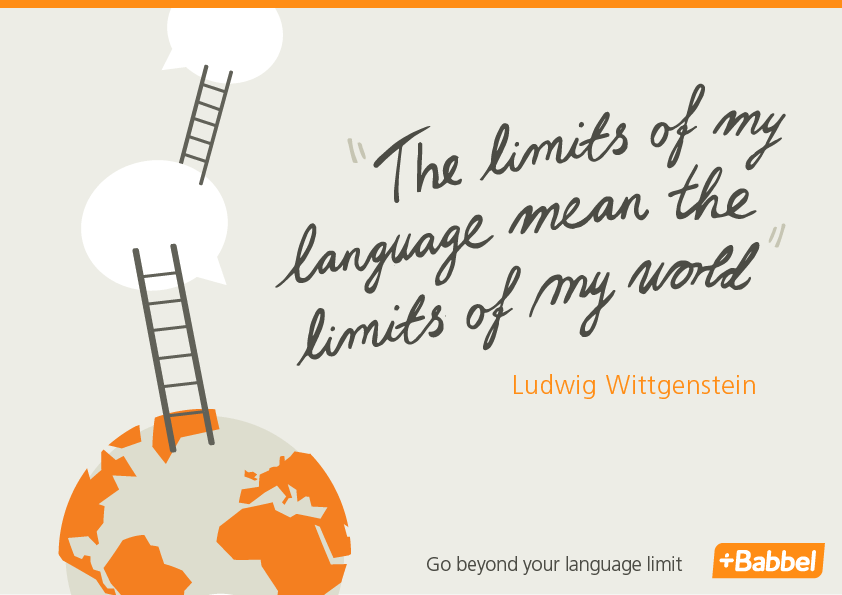 "The limits of my
language mean the
limits of my world"
Ludwig Wittgenstein
Go beyond your language limit
+Babbel